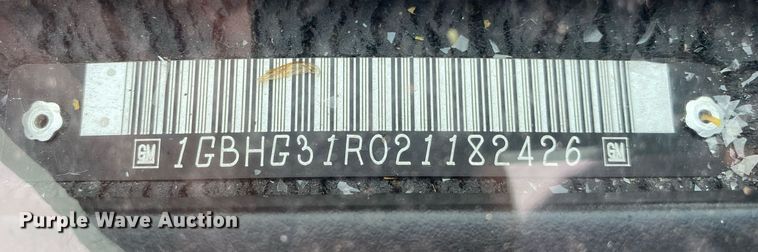 GM 1GBHG31R021182426 GM
Purple Wave Auction